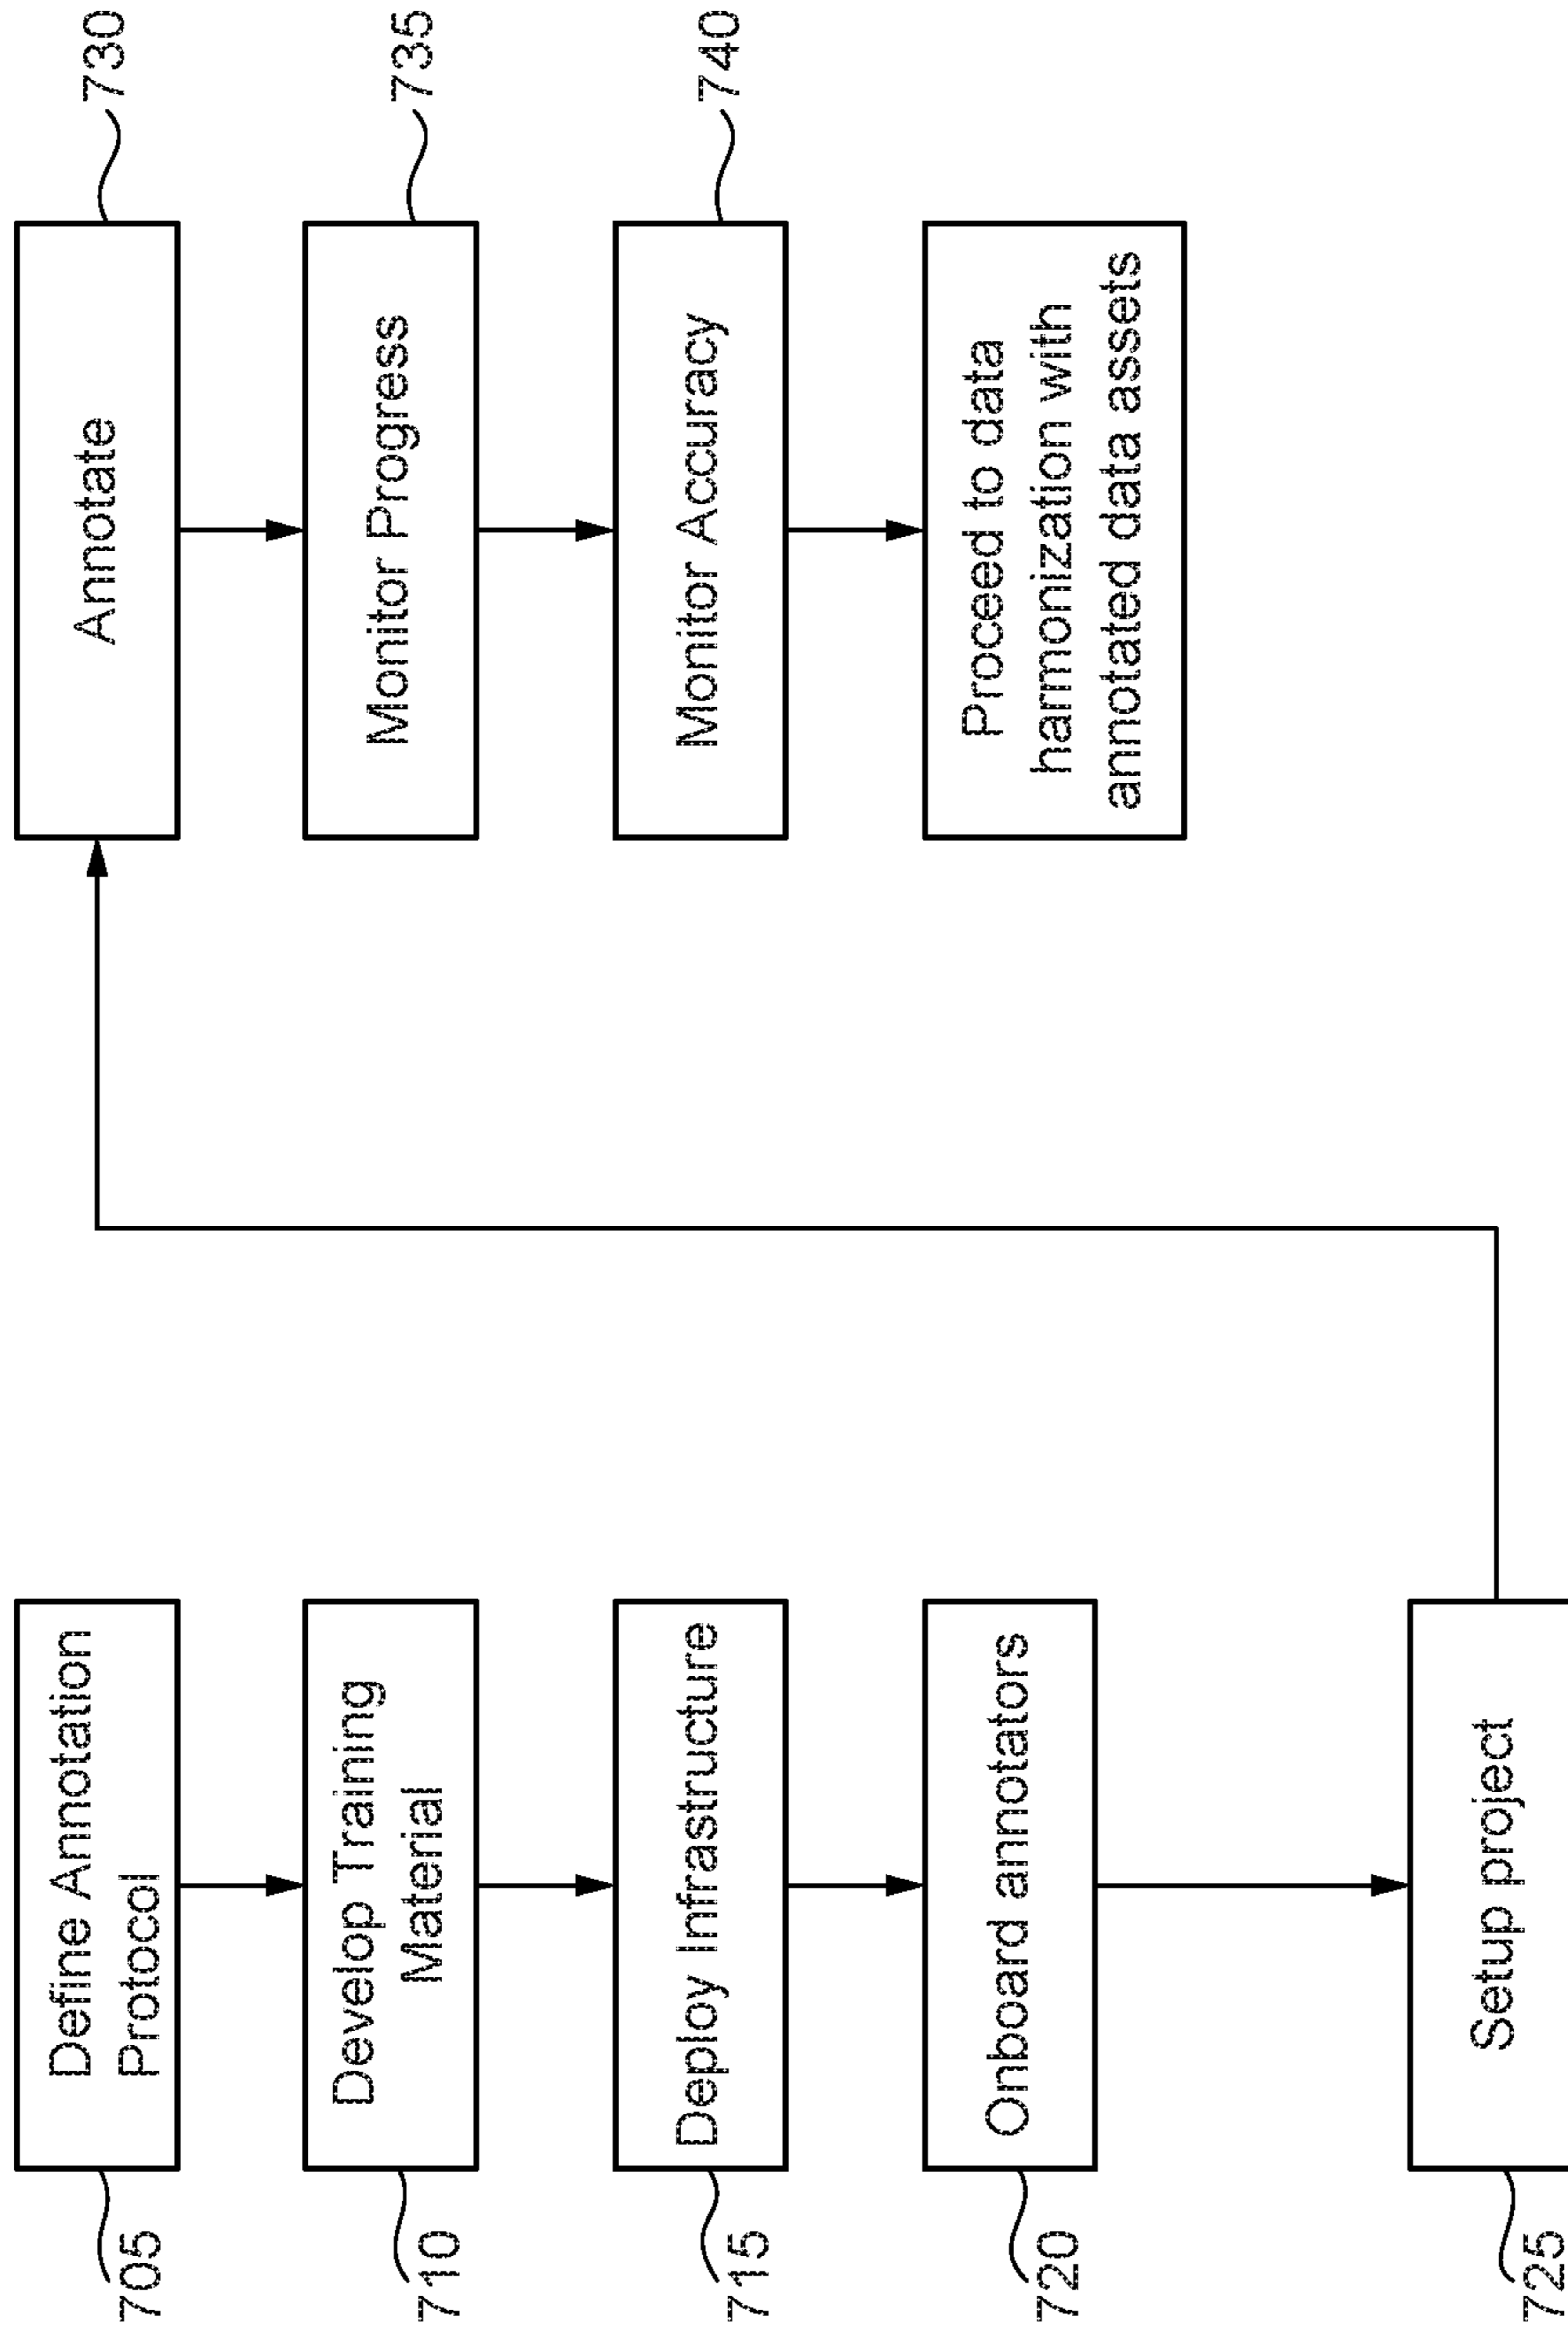 Define Annotation
Protocol
705
Develop Training
Material
710
Deploy Infrastructure
715
Onboard annotators
720
Setup project
725
Annotate
730
Monitor Progress
735
Monitor Accuracy
740
Proceed to data
harmonization with
annotated data assets